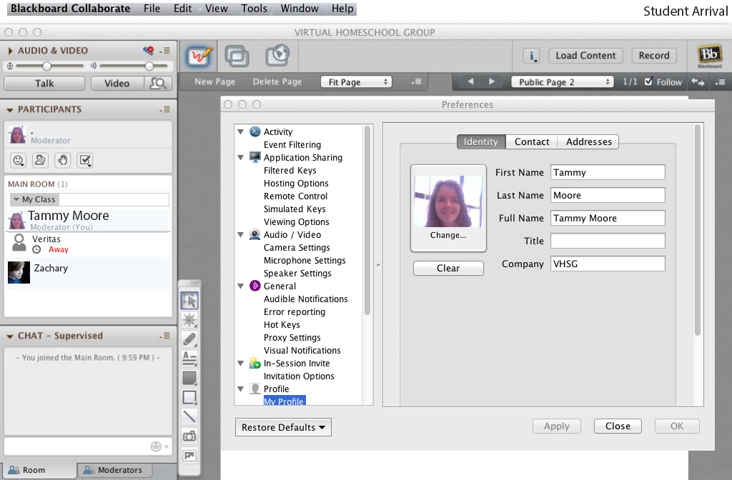 Blackboard Collaborate File Edit View Tools Window Help
Student Arrival
VIRTUAL HOMESCHOOL GROUP
AUDIO & VIDEO
Talk Video
Load Content Record
Bb
Blackboard
New Page Delete Page Fit Page Public Page 2 1/1 Follow
PARTICIPANTS
-
Moderator
MAIN ROOM (1)
My Class
Tammy Moore
Moderator (You)
Veritas
Away
Zachary
CHAT - Supervised
- You joined the Main Room. ( 9:59 PM ) -
Room Moderators
Preferences
Activity
Event Filtering
Application Sharing
Filtered Keys
Hosting Options
Remote Control
Simulated Keys
Viewing Options
Audio / Video
Camera Settings
Microphone Settings
Speaker Settings
General
Audible Notifications
Error reporting
Hot Keys
Proxy Settings
Visual Notifications
In-Session Invite
Invitation Options
Profile
My Profile
Identity Contact Addresses
Change...
Clear
First Name Tammy
Last Name Moore
Full Name Tammy Moore
Title
Company VHSG
Restore Defaults Apply Close OK